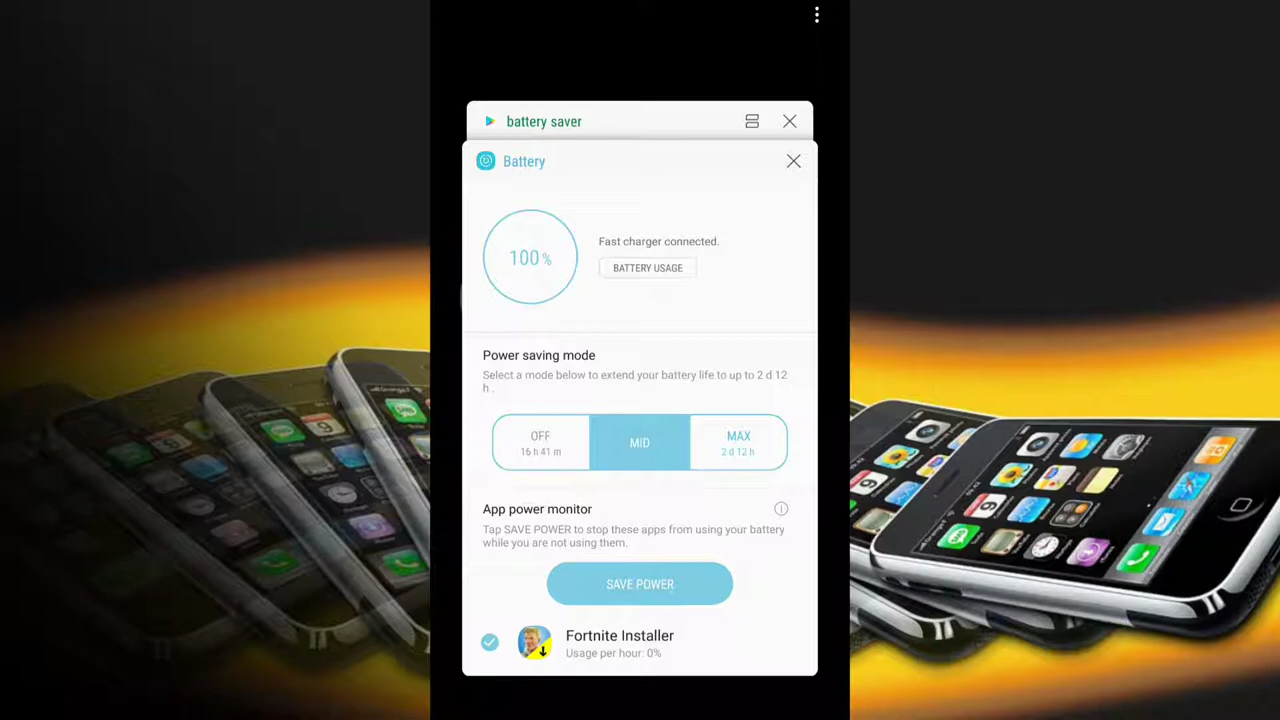 battery saver
Battery
100%
Fast charger connected.
BATTERY USAGE
Power saving mode
Select a mode below to extend your battery life to up to 2 d 12
h .
OFF
16 h 41 m
MID
MAX
2 d 12 h
App power monitor
Tap SAVE POWER to stop these apps from using your battery
while you are not using them.
SAVE POWER
Fortnite Installer
Usage per hour: 0%